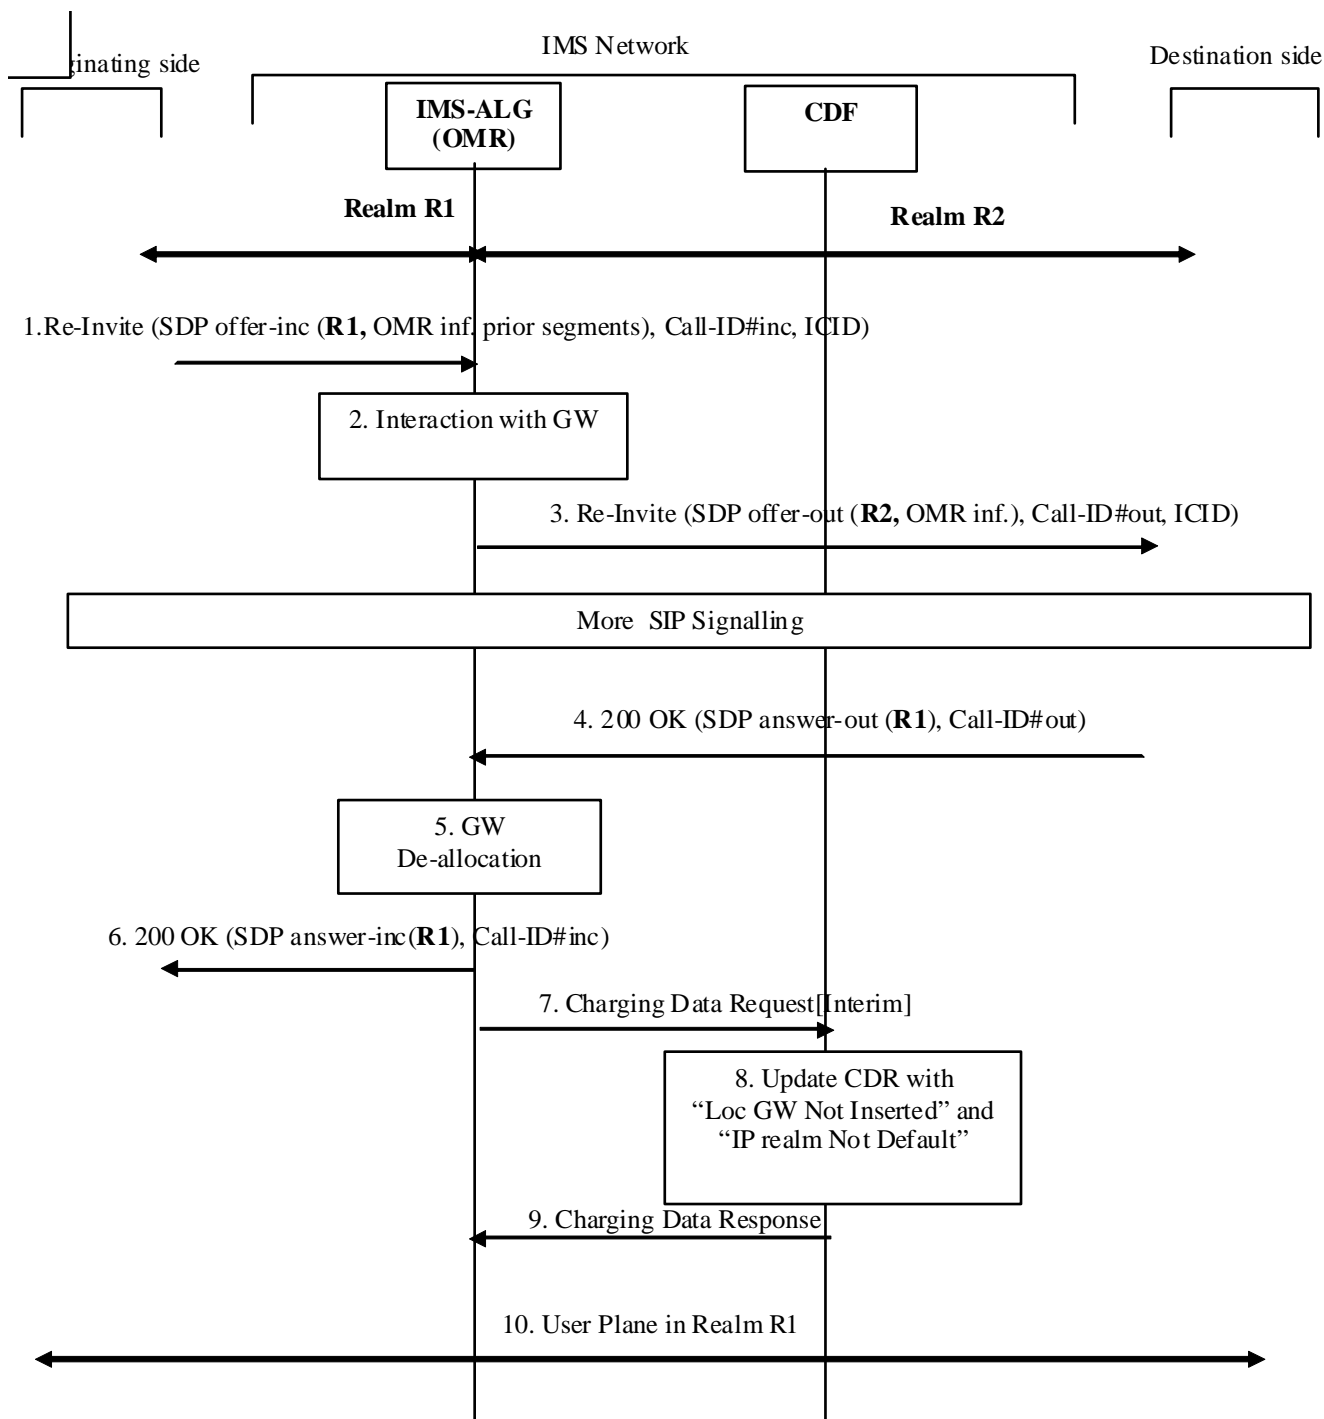 IMS Network
ginating side
Destination side
IMS-ALG
(OMR)
CDF
Realm R1
Realm R2
1.Re-Invite (SDP offer-inc (R1, OMR inf. prior segments), Call-ID#inc, ICID)
2. Interaction with GW
3. Re-Invite (SDP offer-out (R2, OMR inf.), Call-ID#out, ICID)
More SIP Signalling
4. 200 OK (SDP answer-out (R1), Call-ID#out)
5. GW
De-allocation
6. 200 OK (SDP answer-inc(R1), Call-ID#inc)
7. Charging Data Request[Interim]
8. Update CDR with
“Loc GW Not Inserted” and
“IP realm Not Default”
9. Charging Data Response
10. User Plane in Realm R1